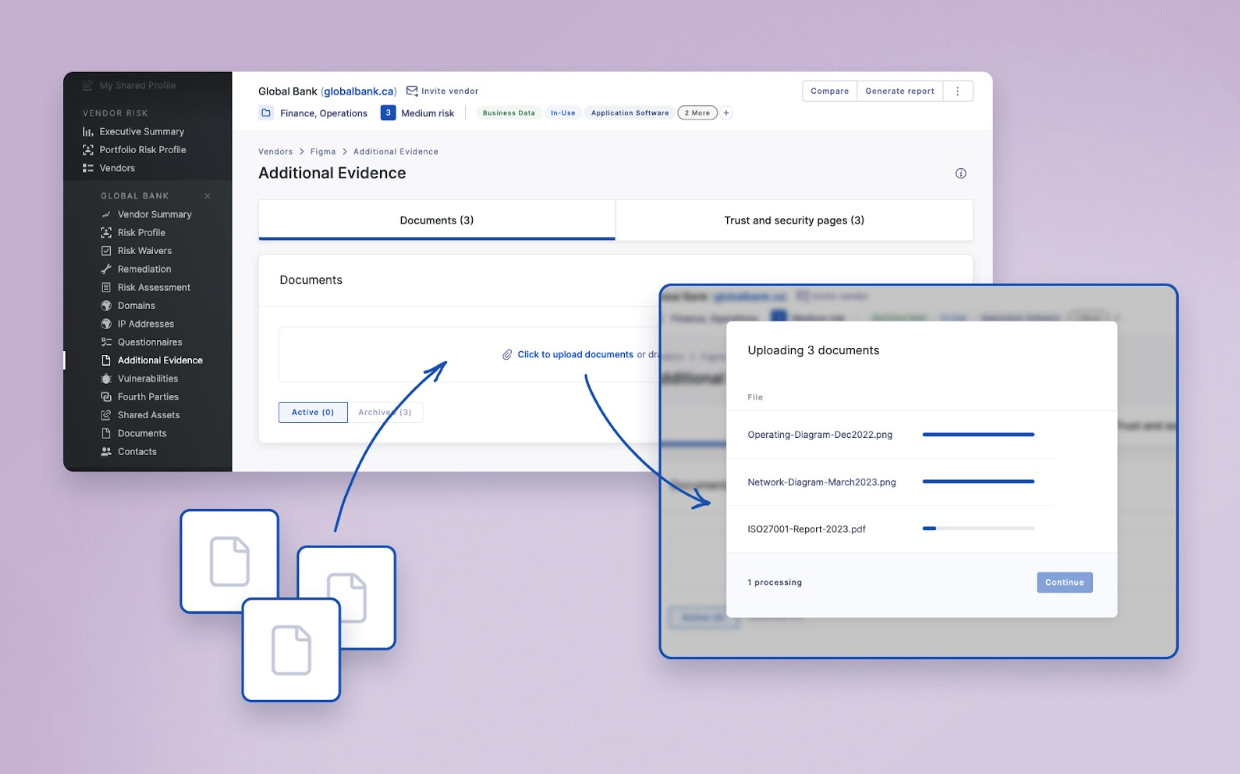 My Shared Profile
VENDOR RISK
Executive Summary
Portfolio Risk Profile
Vendors
GLOBAL BANK
Vendor Summary
Risk Profile
Risk Waivers
Remediation
Risk Assessment
Domains
IP Addresses
Questionnaires
Additional Evidence
Vulnerabilities
Fourth Parties
Shared Assets
Documents
Contacts
Global Bank (globalbank.ca) Invite vendor
Compare Generate report
Finance, Operations 3 Medium risk Business Data In-Use Application Software 2 More +
Vendors > Figma > Additional Evidence
Additional Evidence
Documents (3) Trust and security pages (3)
Documents
Click to upload documents or
Active (0) Archived (3)
Uploading 3 documents
File
Operating-Diagram-Dec2022.png
Network-Diagram-March2023.png
ISO27001-Report-2023.pdf
1 processing Continue